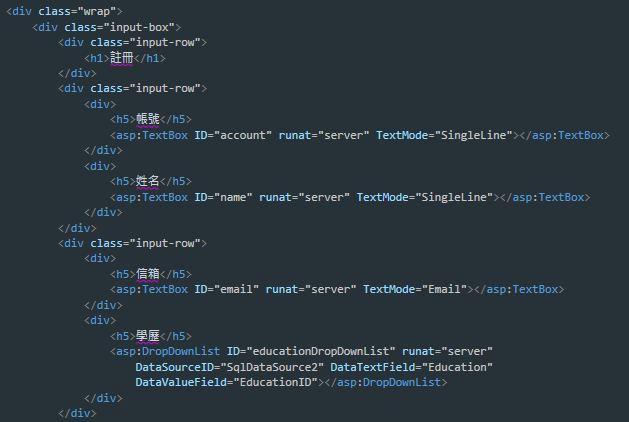 <div class="wrap">
<div class="input-box">
<div class="input-row">
<h1>註冊</h1>
</div>
<div class="input-row">
<div>
<h5>帳號</h5>
<asp:TextBox ID="account" runat="server" TextMode="SingleLine"></asp:TextBox>
</div>
<div>
<h5>姓名</h5>
<asp:TextBox ID="name" runat="server" TextMode="SingleLine"></asp:TextBox>
</div>
</div>
<div class="input-row">
<div>
<h5>信箱</h5>
<asp:TextBox ID="email" runat="server" TextMode="Email"></asp:TextBox>
</div>
<div>
<h5>學歷</h5>
<asp:DropDownList ID="educationDropDownList" runat="server"
DataSourceID="SqlDataSource2" DataTextField="Education"
DataValueField="EducationID"></asp:DropDownList>
</div>
</div>